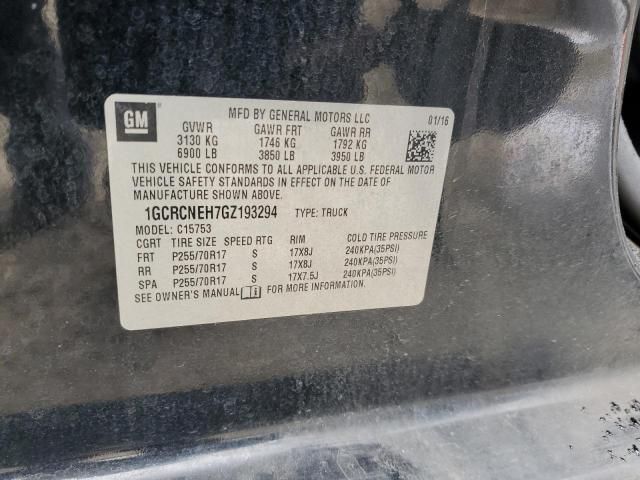 GM
MFD BY GENERAL MOTORS LLC 01/16
GVWR GAWR FRT GAWR RR
3130 KG 1746 KG 1792 KG
6900 LB 3850 LB 3950 LB
THIS VEHICLE CONFORMS TO ALL APPLICABLE U.S. FEDERAL MOTOR
VEHICLE SAFETY STANDARDS IN EFFECT ON THE DATE OF
MANUFACTURE SHOWN ABOVE.
1GCRCNEH7GZ193294 TYPE: TRUCK
MODEL: C15753
CGRT TIRE SIZE SPEED RTG RIM COLD TIRE PRESSURE
FRT P255/70R17 S 17X8J 240KPA(35PSI)
RR P255/70R17 S 17X8J 240KPA(35PSI)
SPA P255/70R17 S 17X7.5J 240KPA(35PSI)
SEE OWNER'S MANUAL FOR MORE INFORMATION.